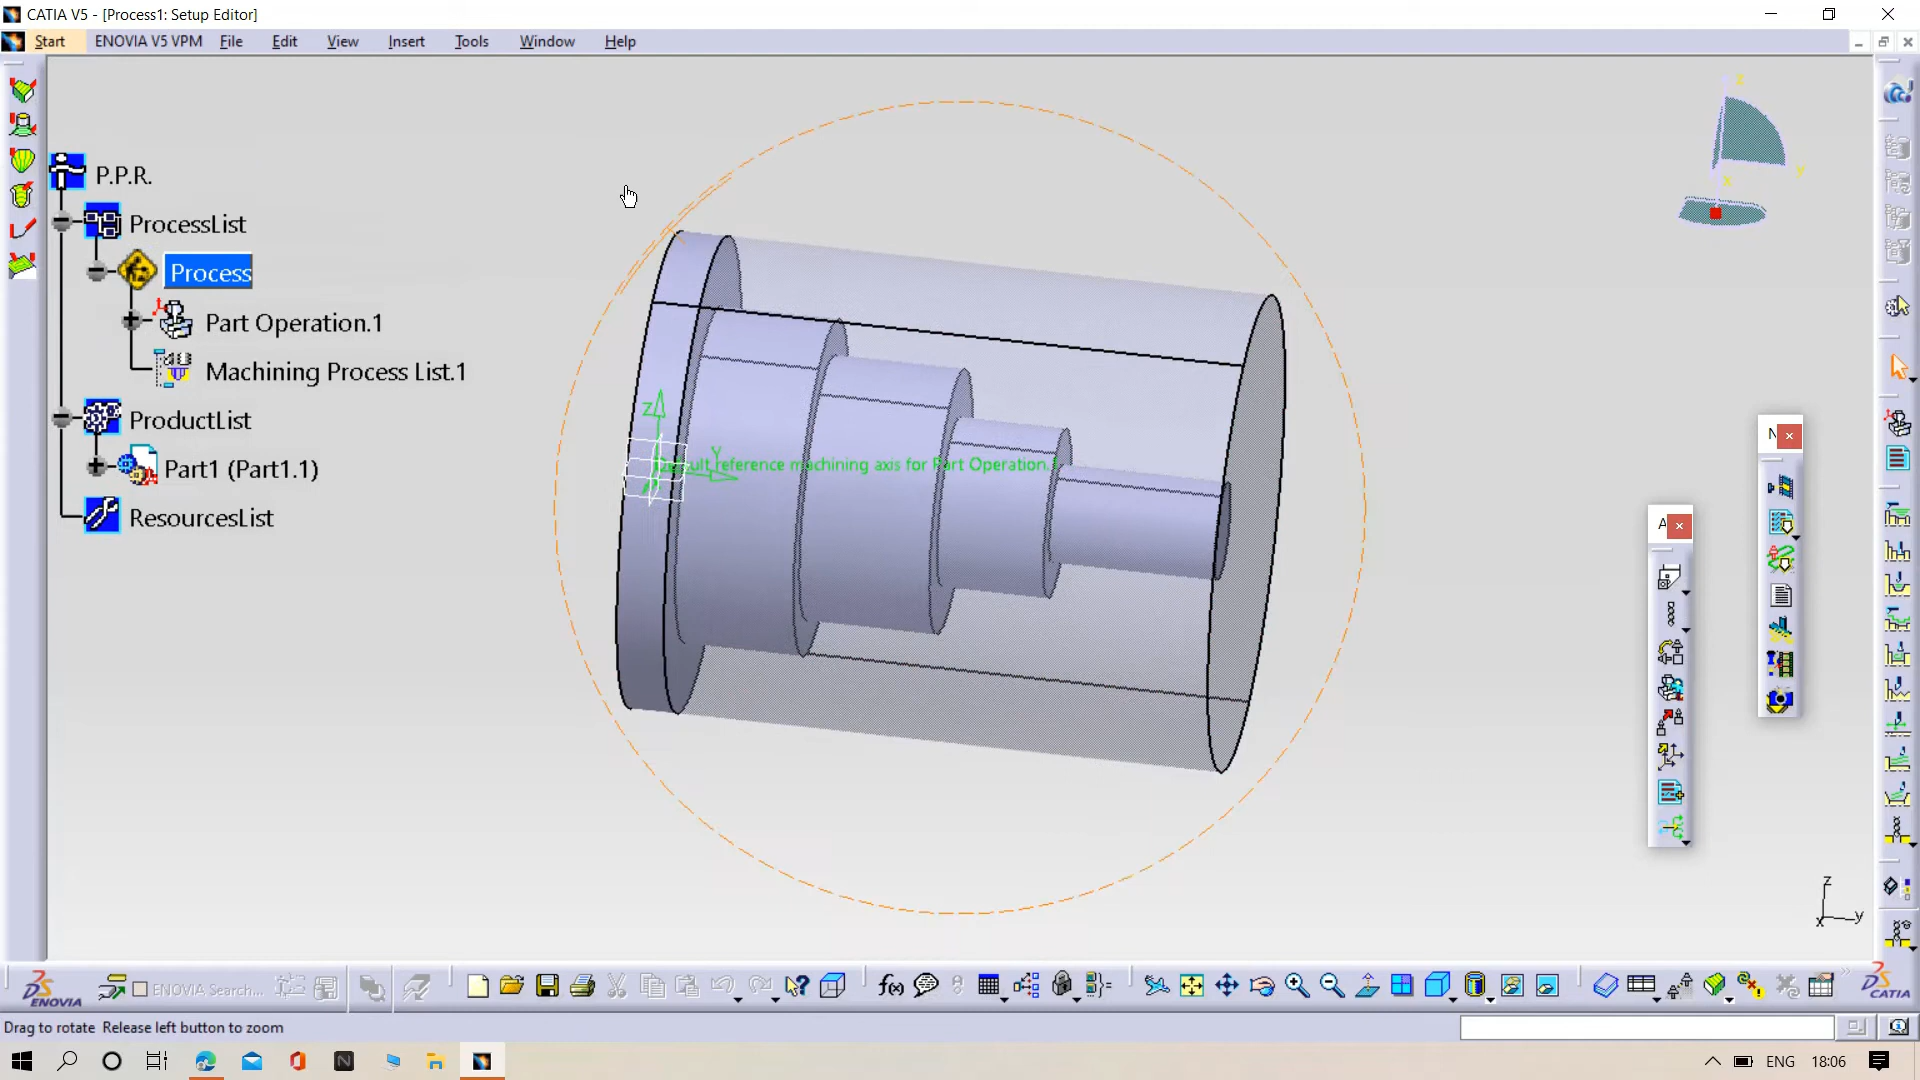 CATIA V5 - [Process1: Setup Editor]
Start ENOVIA V5 VPM File Edit View Insert Tools Window Help
P.P.R.
ProcessList
Process
Part Operation.1
Machining Process List.1
ProductList
Part1 (Part1.1)
ResourcesList
Z
Y
reference machining axis for Part Operation.
z
y
x
Z
Y
X
N
A
ENOVIA
ENOVIA Search...
f(x)
CATIA
Drag to rotate Release left button to zoom
ENG 18:06